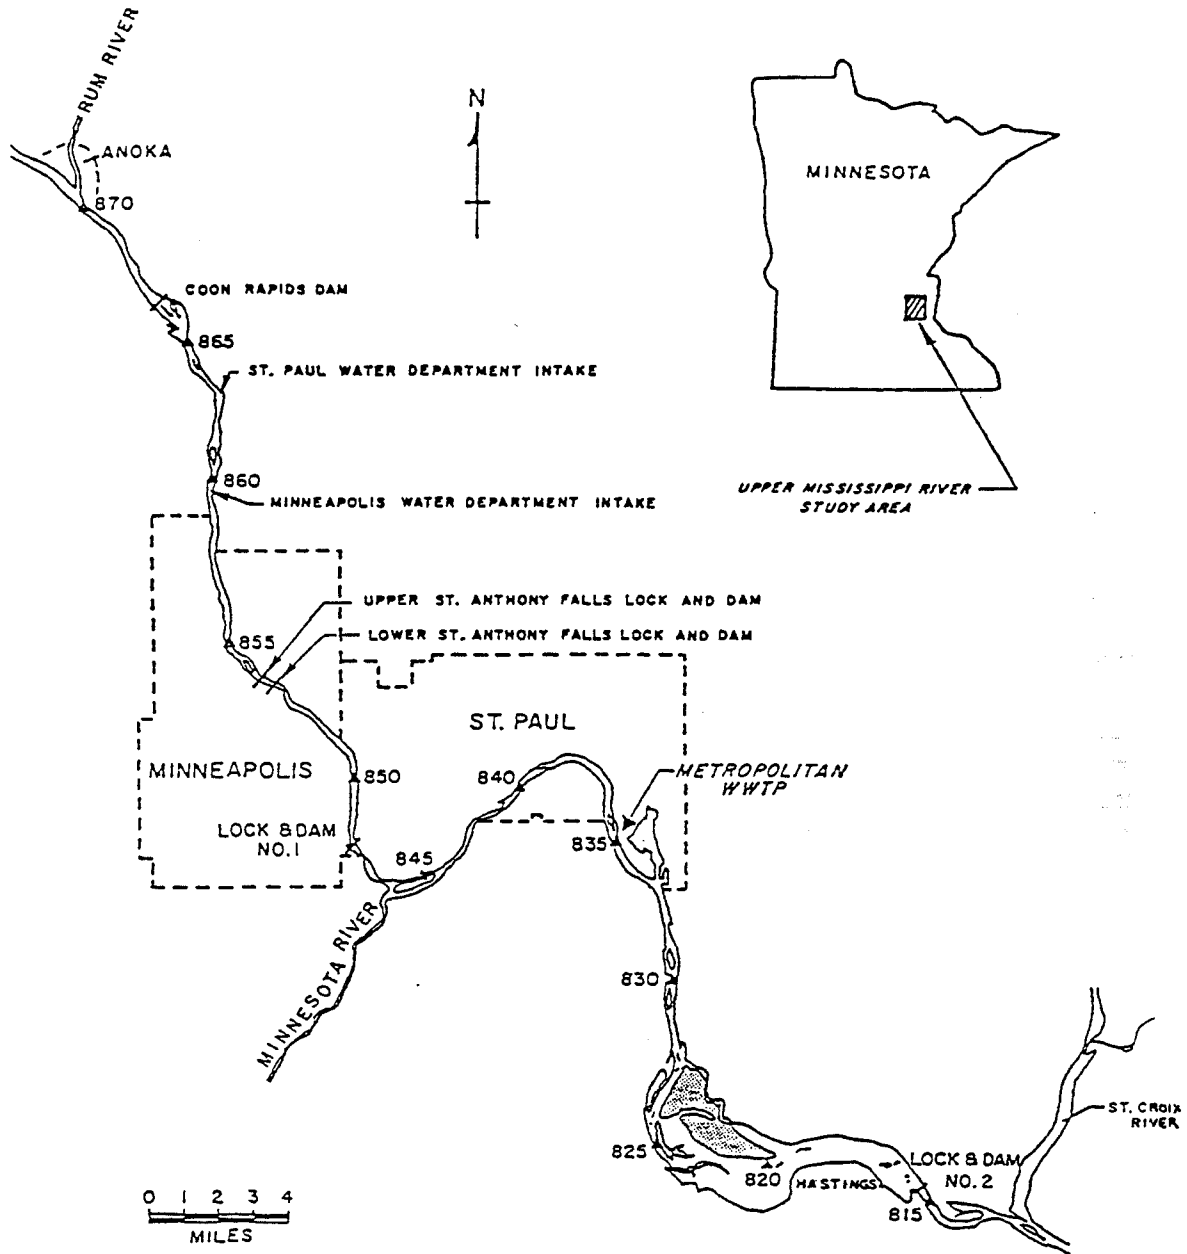 RUM RIVER
ANOKA
870
N
MINNESOTA
COON RAPIDS DAM
865
ST. PAUL WATER DEPARTMENT INTAKE
860
MINNEAPOLIS WATER DEPARTMENT INTAKE
UPPER MISSISSIPPI RIVER
STUDY AREA
UPPER ST. ANTHONY FALLS LOCK AND DAM
LOWER ST. ANTHONY FALLS LOCK AND DAM
855
ST. PAUL
MINNEAPOLIS
850
840
METROPOLITAN
WWTP
LOCK & DAM
NO. 1
835
845
MINNESOTA RIVER
830
ST. CROIX
RIVER
825
820
HASTINGS
LOCK & DAM
NO. 2
815
0 1 2 3 4
MILES